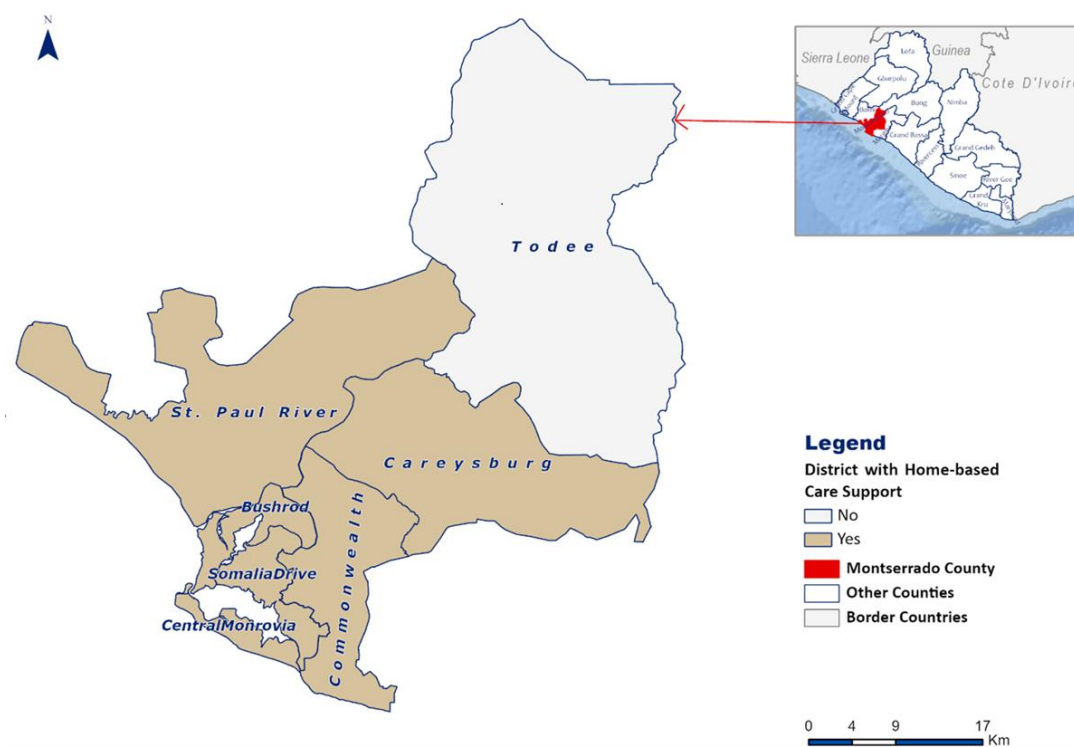 N
Sierra Leone
Guinea
Cote D'Ivoire
Lofa
Gbarpolu
Bong
Nimba
Grand Bassa
Rivercess
Grand Gedeh
Sinoe
River Gee
Grand
Kru
Todee
St. Paul River
Careysburg
Bushrod
SomaliaDrive
CentralMonrovia
Commonwealth
Legend
District with Home-based
Care Support
No
Yes
Montserrado County
Other Counties
Border Countries
0 4 9 17
Km